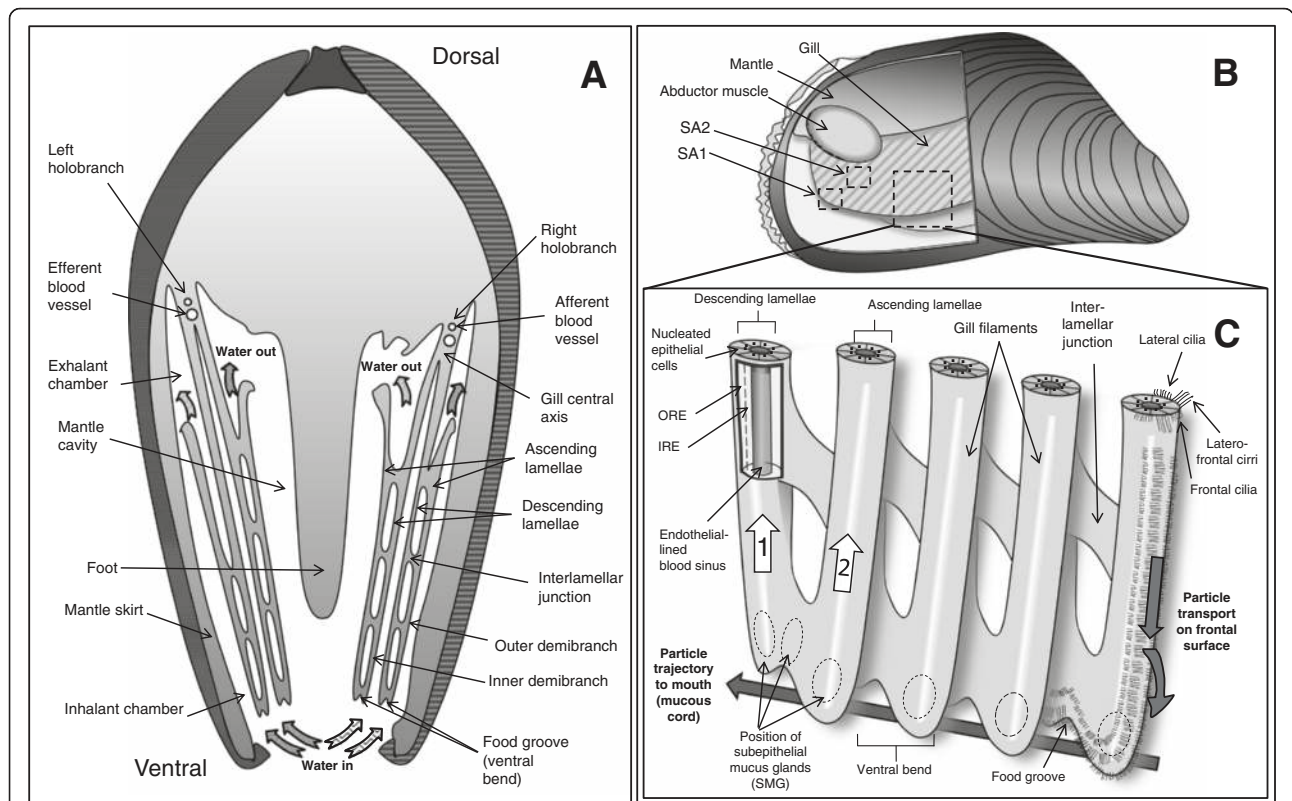 Dorsal
A
Left
holobranch
Efferent
blood
vessel
Exhalant
chamber
Mantle
cavity
Foot
Mantle skirt
Inhalant chamber
Ventral
Water out
Water out
Water in
Right
holobranch
Afferent
blood
vessel
Gill central
axis
Ascending
lamellae
Descending
lamellae
Interlamellar
junction
Outer demibranch
Inner demibranch
Food groove
(ventral
bend)
B
Gill
Mantle
Abductor muscle
SA2
SA1
C
Descending lamellae
Ascending lamellae
Inter-
lamellar
junction
Nucleated
epithelial
cells
Gill filaments
Lateral cilia
ORE
IRE
Latero-
frontal cirri
Frontal cilia
Endothelial-
lined
blood sinus
1
2
Particle
transport
on frontal
surface
Particle
trajectory
to mouth
(mucous
cord)
Position of
subepithelial
mucus glands
(SMG)
Ventral bend
Food groove